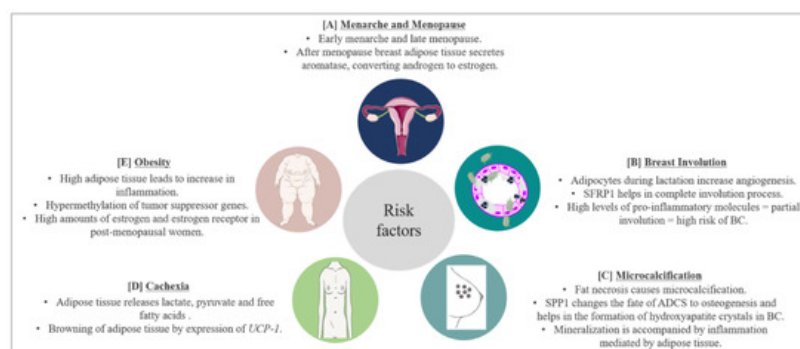 [A] Menarche and Menopause
• Early menarche and late menopause.
• After menopause breast adipose tissue secretes
aromatase, converting androgen to estrogen.
[E] Obesity
• High adipose tissue leads to increase in
inflammation.
• Hypermethylation of tumor suppressor genes.
• High amounts of estrogen and estrogen receptor in
post-menopausal women.
[B] Breast Involution
• Adipocytes during lactation increase angiogenesis.
• SFRP1 helps in complete involution process.
• High levels of pro-inflammatory molecules = partial
involution = high risk of BC.
Risk
factors
[D] Cachexia
• Adipose tissue releases lactate, pyruvate and free
fatty acids .
• Browning of adipose tissue by expression of UCP-1.
[C] Microcalcification
• Fat necrosis causes microcalcification.
• SPP1 changes the fate of ADCS to osteogenesis and
helps in the formation of hydroxyapatite crystals in BC.
• Mineralization is accompanied by inflammation
mediated by adipose tissue.